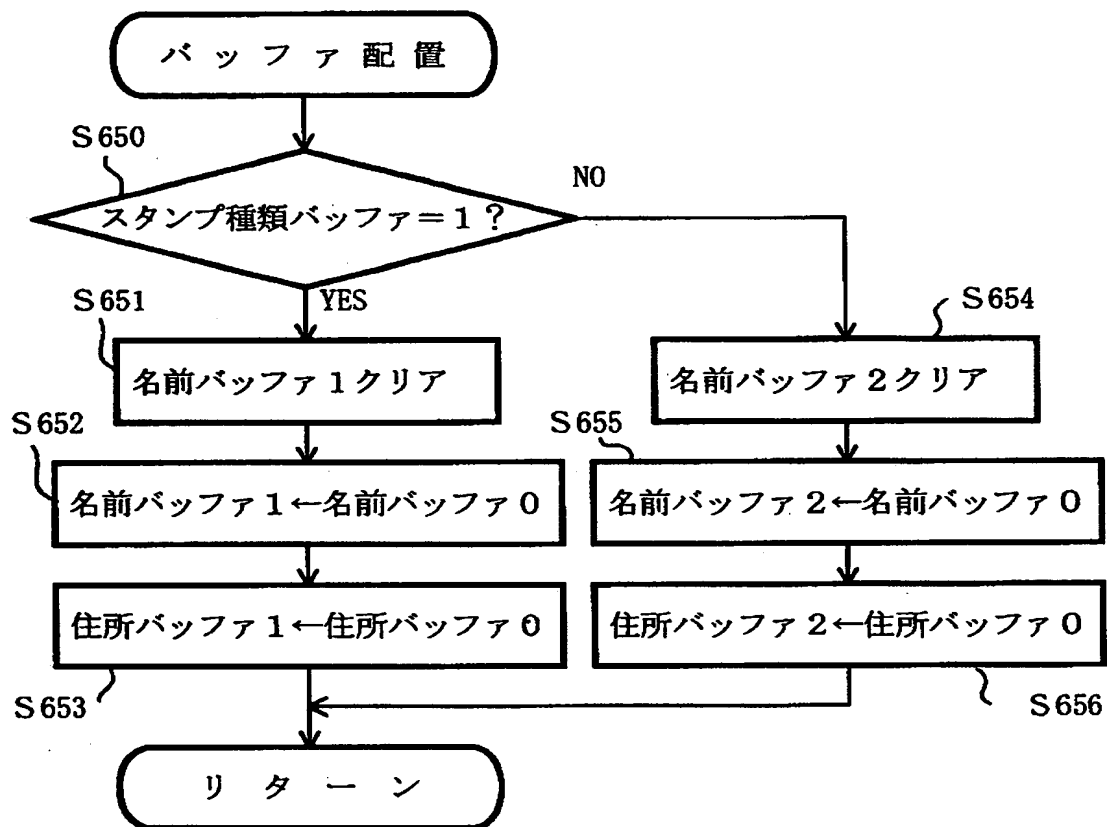 バッファ配置
S650
NO
スタンプ種類バッファ＝1？
YES
S651
S654
名前バッファ1クリア
名前バッファ2クリア
S652
S655
名前バッファ1←名前バッファ0
名前バッファ2←名前バッファ0
住所バッファ1←住所バッファ0
住所バッファ2←住所バッファ0
S653
S656
リターン